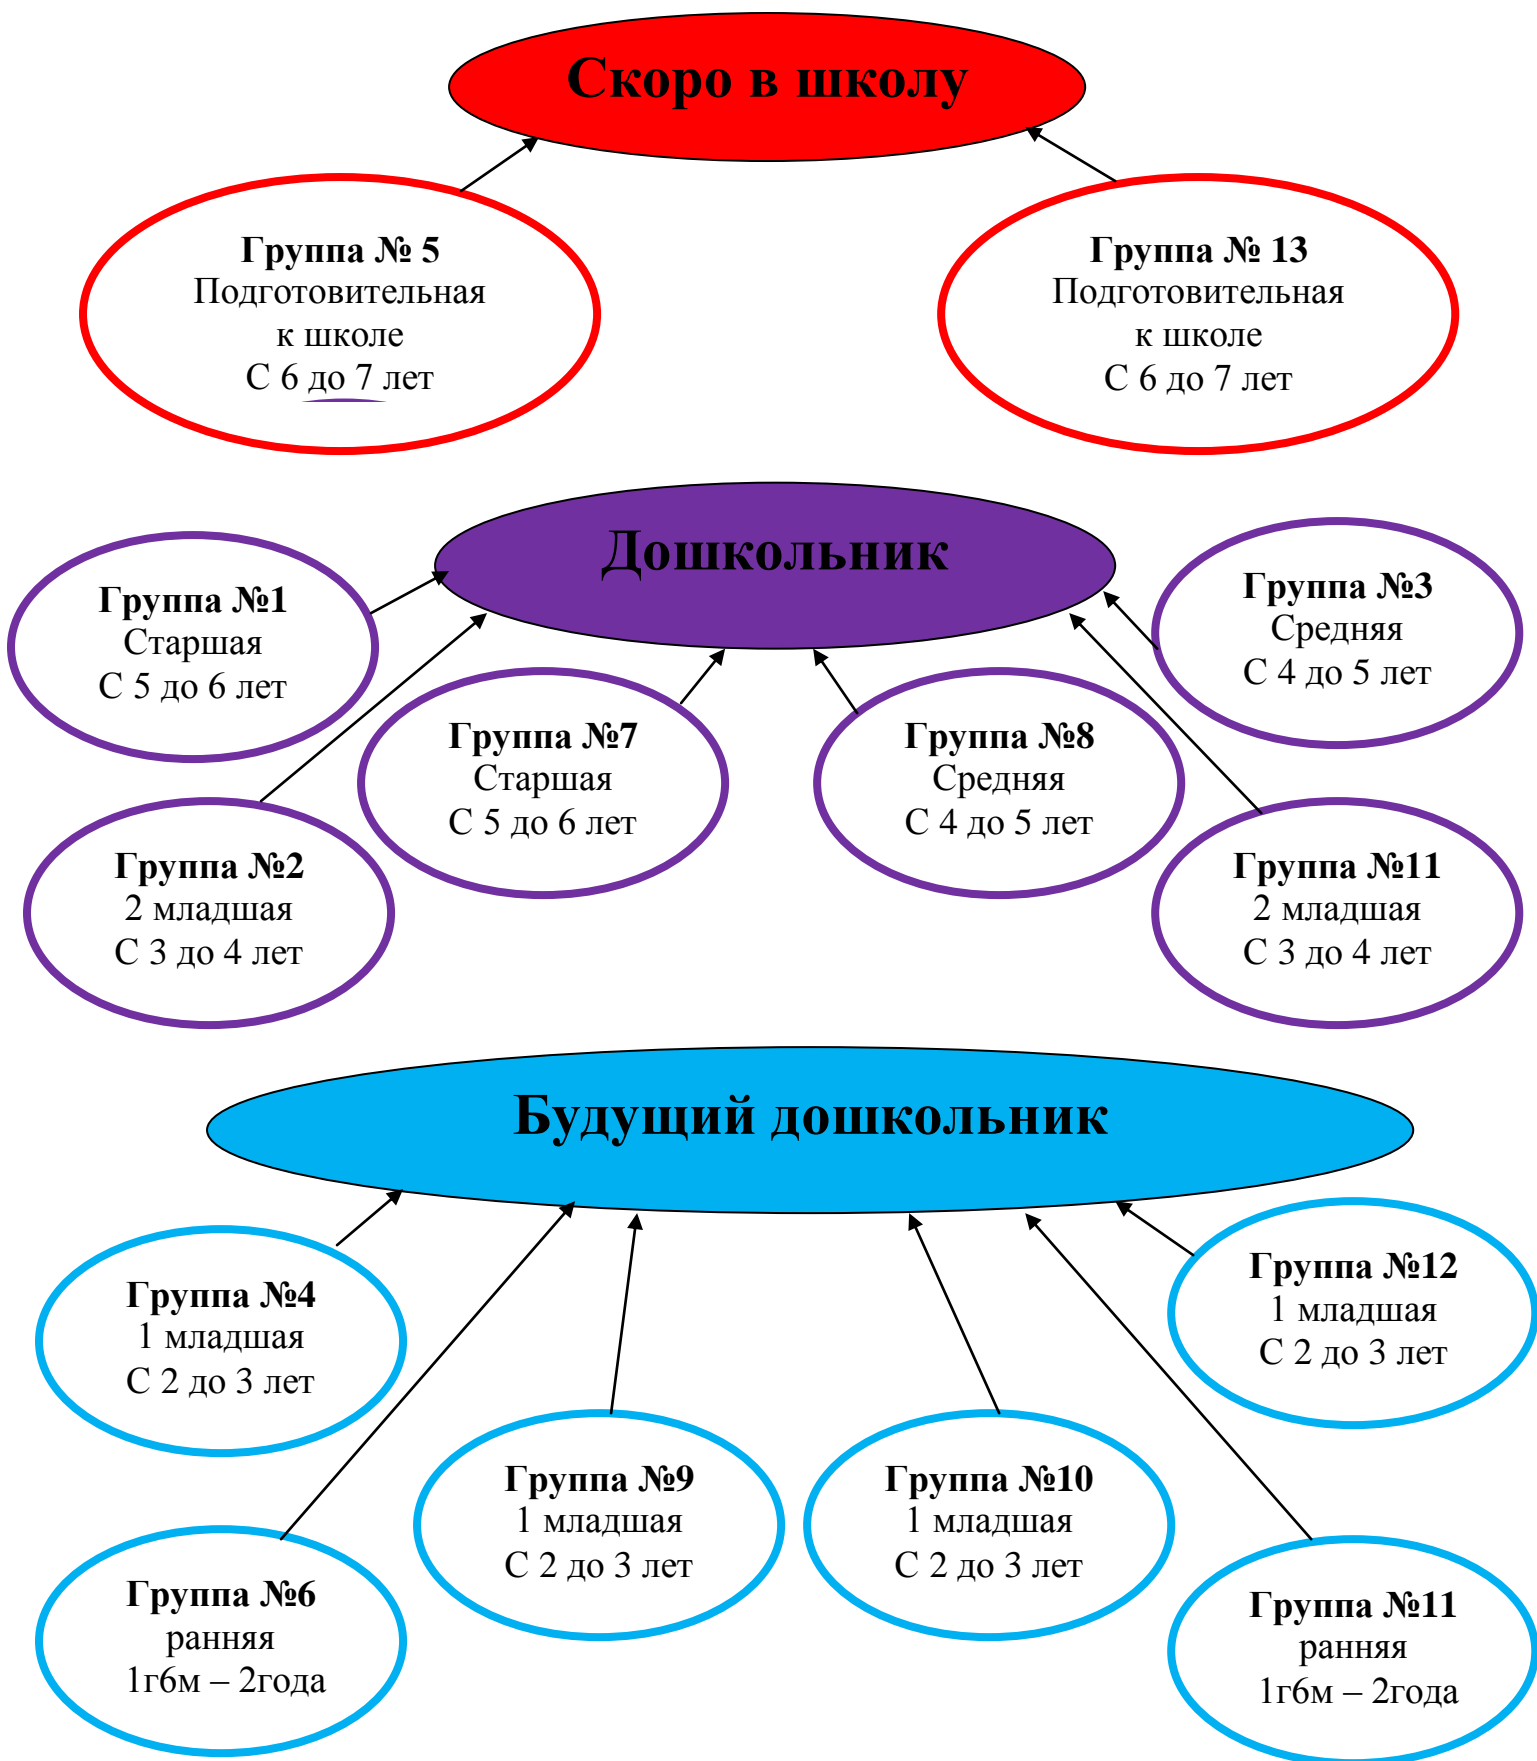 Скоро в школу
Группа № 5
Подготовительная
к школе
С 6 до 7 лет
Группа № 13
Подготовительная
к школе
С 6 до 7 лет
Дошкольник
Группа №1
Старшая
С 5 до 6 лет
Группа №3
Средняя
С 4 до 5 лет
Группа №7
Старшая
С 5 до 6 лет
Группа №8
Средняя
С 4 до 5 лет
Группа №2
2 младшая
С 3 до 4 лет
Группа №11
2 младшая
С 3 до 4 лет
Будущий дошкольник
Группа №4
1 младшая
С 2 до 3 лет
Группа №12
1 младшая
С 2 до 3 лет
Группа №9
1 младшая
С 2 до 3 лет
Группа №10
1 младшая
С 2 до 3 лет
Группа №6
ранняя
1г6м – 2года
Группа №11
ранняя
1г6м – 2года